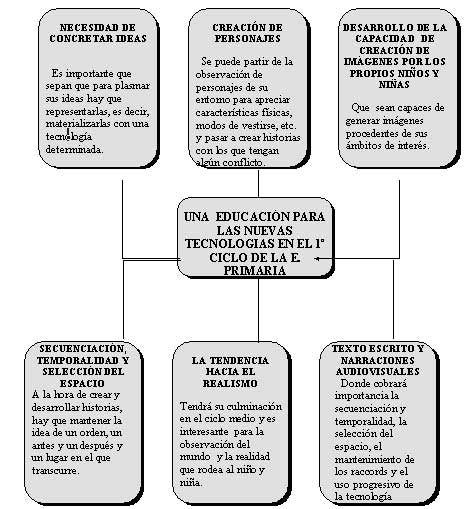 NECESIDAD DE
CONCRETAR IDEAS
Es importante que
sepan que para plasmar
sus ideas hay que
representarlas, es decir,
materializarlas con una
tecnología
determinada.
CREACIÓN DE
PERSONAJES
Se puede partir de la
observación de
personajes de su
entorno para apreciar
características físicas,
modos de vestirse, etc.
y pasar a crear historias
con los que tengan
algún conflicto.
DESARROLLO DE LA
CAPACIDAD DE
CREACIÓN DE
IMÁGENES POR LOS
PROPIOS NIÑOS Y
NIÑAS
Que sean capaces de
generar imágenes
procedentes de sus
ámbitos de interés.
UNA EDUCACIÓN PARA
LAS NUEVAS
TECNOLOGIAS EN EL 1º
CICLO DE LA E.
PRIMARIA
SECUENCIACIÓN,
TEMPORALIDAD Y
SELECCIÓN DEL
ESPACIO
A la hora de crear y
desarrollar historias,
hay que mantener la
idea de un orden, un
antes y un después y
un lugar en el que
transcurre.
LA TENDENCIA
HACIA EL
REALISMO
Tendrá su culminación
en el ciclo medio y es
interesante para la
observación del
mundo y la realidad
que rodea al niño y
niña.
TEXTO ESCRITO Y
NARRACIONES
AUDIOVISUALES
Donde cobrará
importancia la
secuenciación y
temporalidad, la
selección del
espacio, el
mantenimiento de
los raccords y el
uso progresivo de
la tecnología